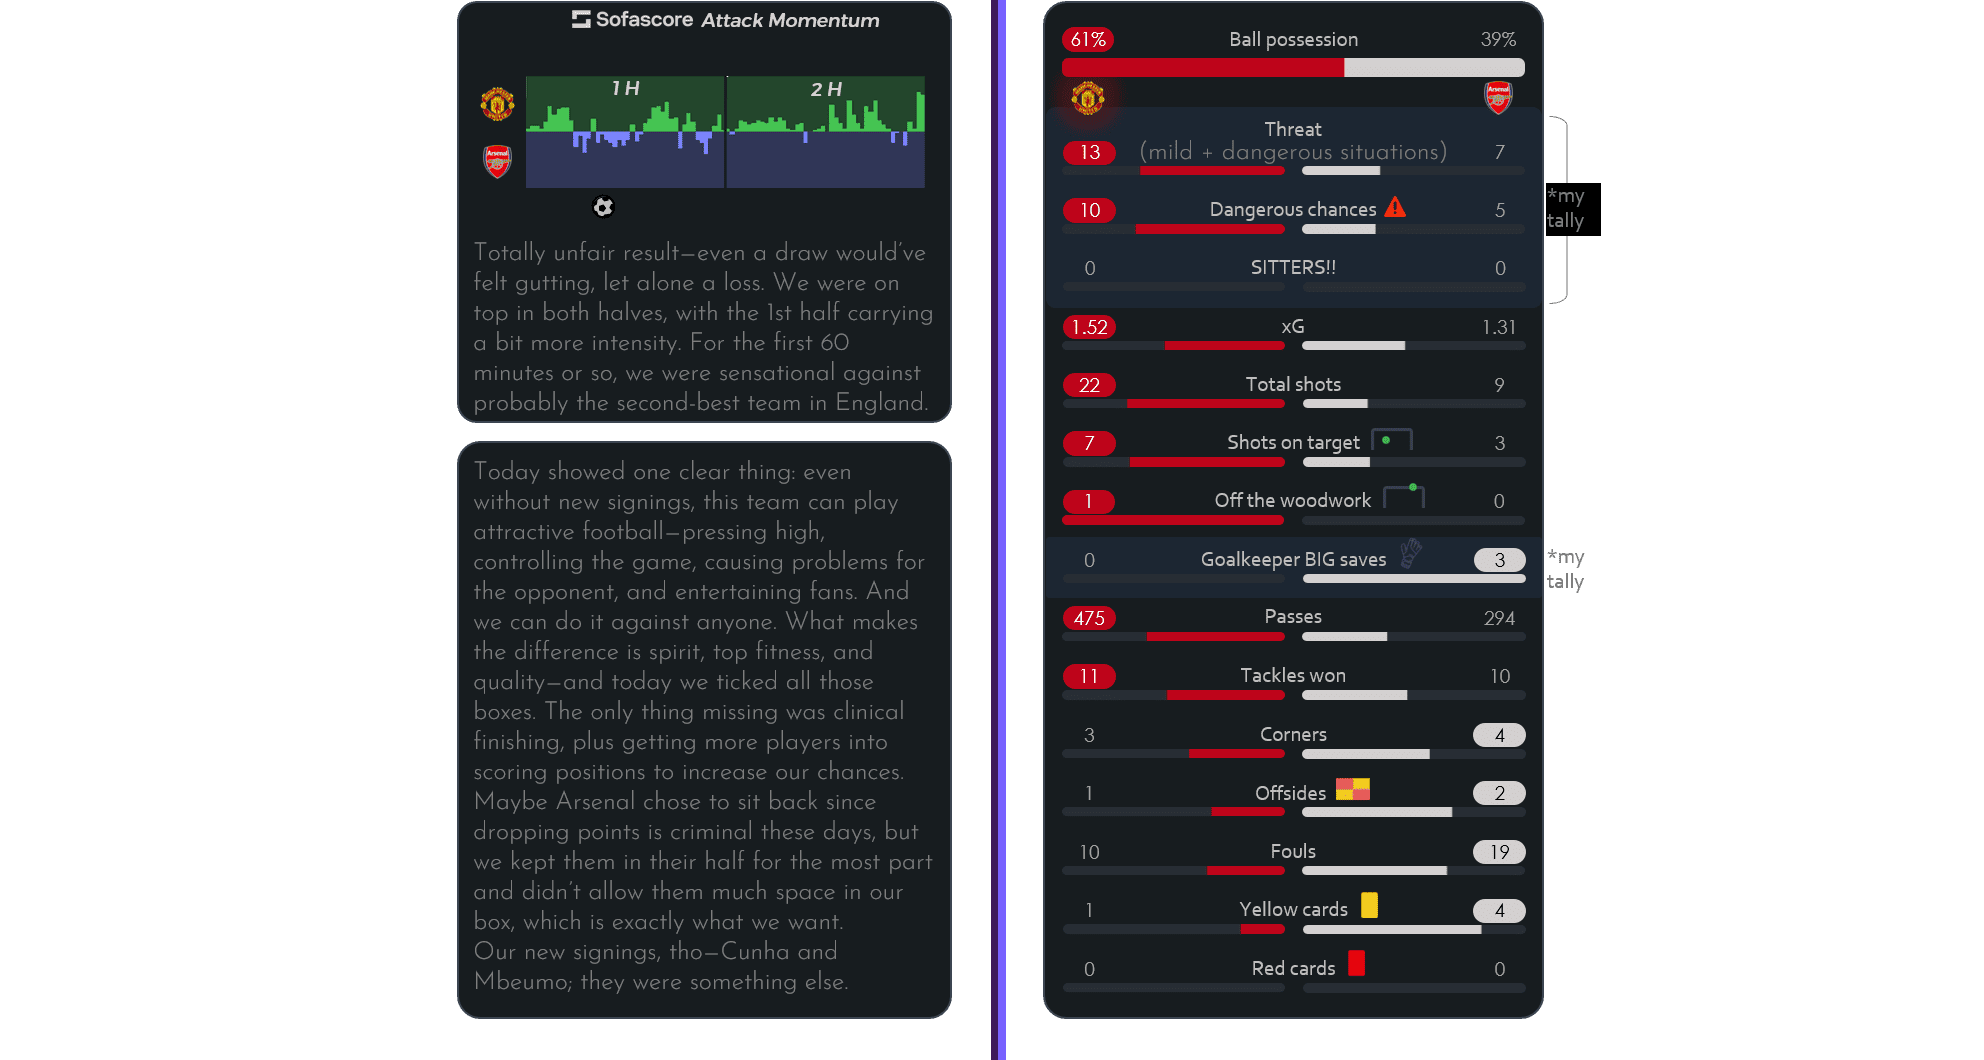 Sofascore Attack Momentum
1 H
2 H
Arsenal
Totally unfair result—even a draw would've
felt gutting, let alone a loss. We were on
top in both halves, with the 1st half carrying
a bit more intensity. For the first 60
minutes or so, we were sensational against
probably the second-best team in England.
Today showed one clear thing: even
without new signings, this team can play
attractive football—pressing high,
controlling the game, causing problems for
the opponent, and entertaining fans. And
we can do it against anyone. What makes
the difference is spirit, top fitness, and
quality—and today we ticked all those
boxes. The only thing missing was clinical
finishing, plus getting more players into
scoring positions to increase our chances.
Maybe Arsenal chose to sit back since
dropping points is criminal these days, but
we kept them in their half for the most part
and didn't allow them much space in our
box, which is exactly what we want.
Our new signings, tho—Cunha and
Mbeumo; they were something else.
61% Ball possession 39%
Arsenal
Threat
13 (mild + dangerous situations) 7
10 Dangerous chances 5
*my
tally
0 SITTERS!! 0
1.52 xG 1.31
22 Total shots 9
7 Shots on target 3
1 Off the woodwork 0
0 Goalkeeper BIG saves 3
*my
tally
475 Passes 294
11 Tackles won 10
3 Corners 4
1 Offsides 2
10 Fouls 19
1 Yellow cards 4
0 Red cards 0